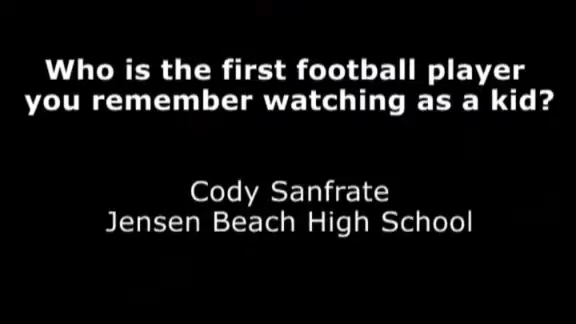 Who is the first football player
you remember watching as a kid?
Cody Sanfrate
Jensen Beach High School